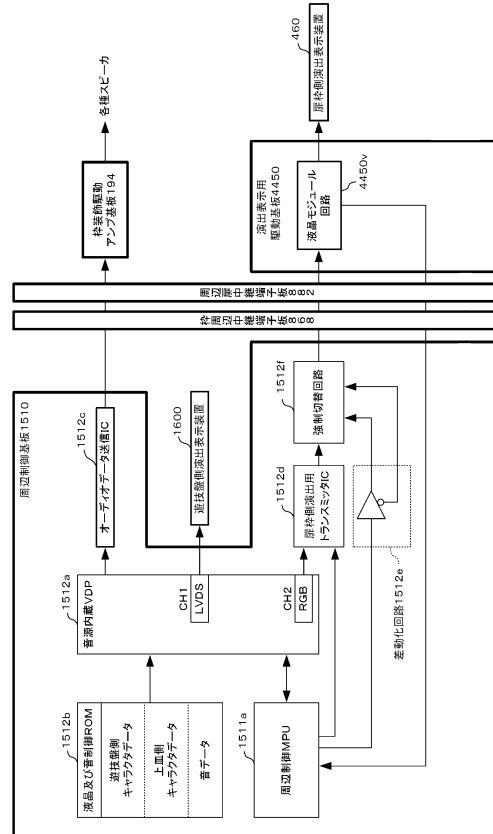 周辺制御基板1510
1512b
液晶及び音制御ROM
遊技盤側
キャラクタデータ
上皿側
キャラクタデータ
音データ
1511a
周辺制御MPU
1512a
音源内蔵VDP
CH1
LVDS
CH2
RGB
1512c
オーディオデータ送信IC
1600
遊技盤側演出表示装置
1512d
扉枠側演出用
トランスミッタIC
差動化回路1512e
1512f
強制切替回路
枠周辺中継端子板868
周辺扉中継端子板882
枠装飾駆動
アンプ基板194
各種スピーカ
演出表示用
駆動基板4450
液晶モジュール
回路
4450v
460
扉枠側演出表示装置